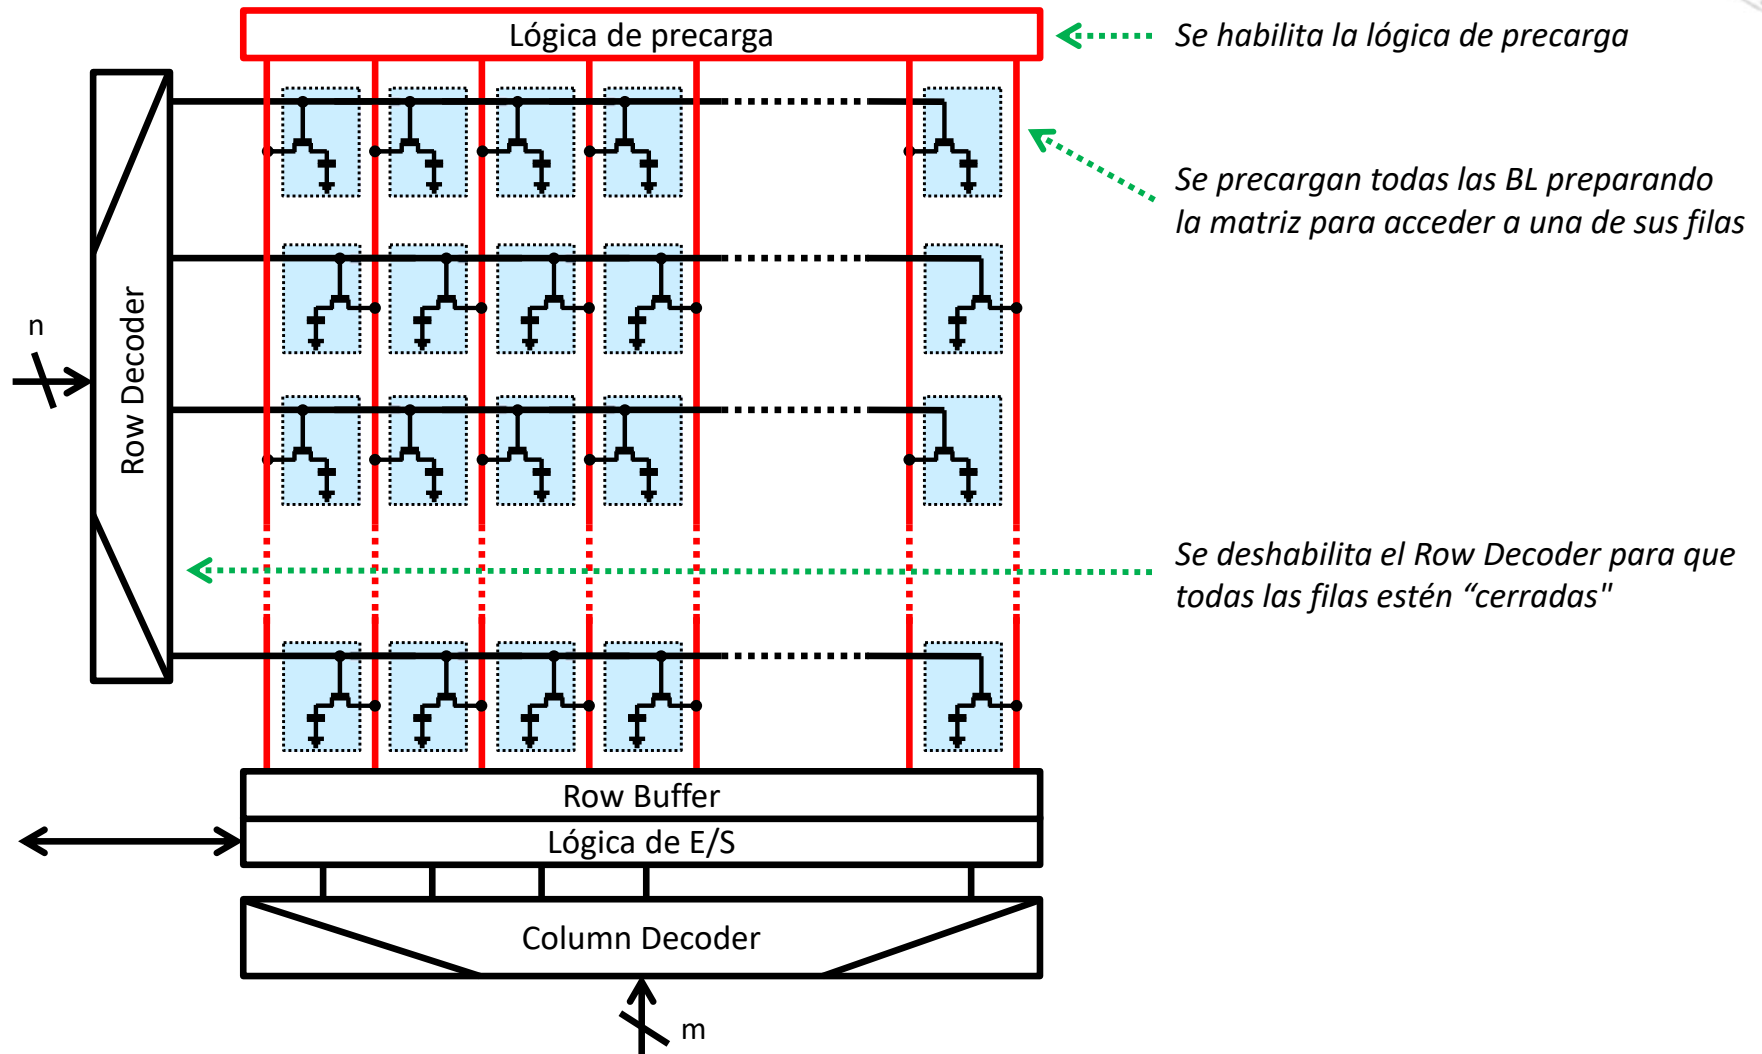 Lógica de precarga
Se habilita la lógica de precarga
Se precargan todas las BL preparando
la matriz para acceder a una de sus filas
n
Row Decoder
Se deshabilita el Row Decoder para que
todas las filas estén “cerradas"
Row Buffer
Lógica de E/S
Column Decoder
m